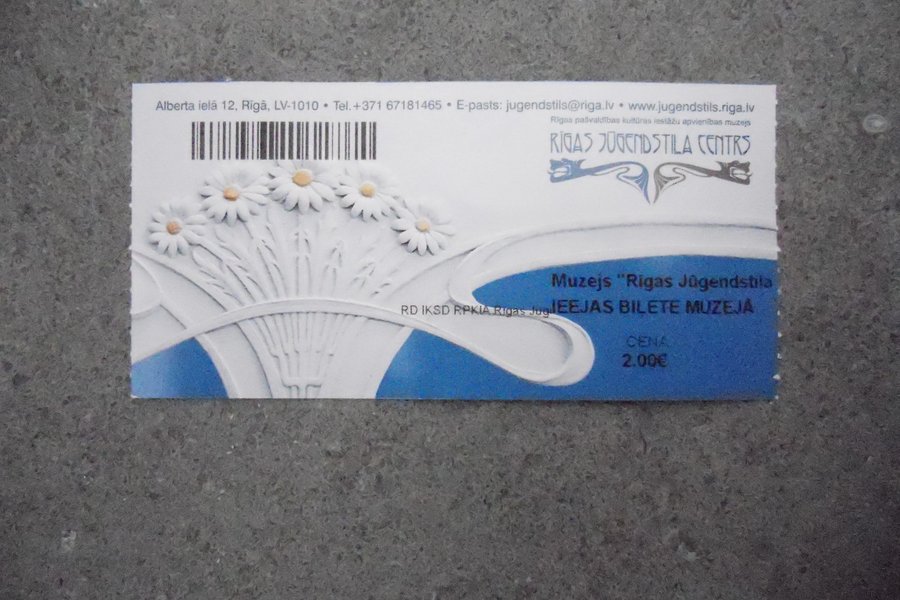 Alberta ielā 12, Rīgā, LV-1010 • Tel.+371 67181465 • E-pasts: jugendstils@riga.lv • www.jugendstils.riga.lv
Rīgas pašvaldības kultūras iestāžu apvienības muzejs
RĪGAS JŪGENDSTILA CENTRS
Muzejs "Rīgas Jūgendstila
RD IKSD RPKIA Rīgas Jūg
IEEJAS BILETE MUZEJĀ
CENA
2.00€